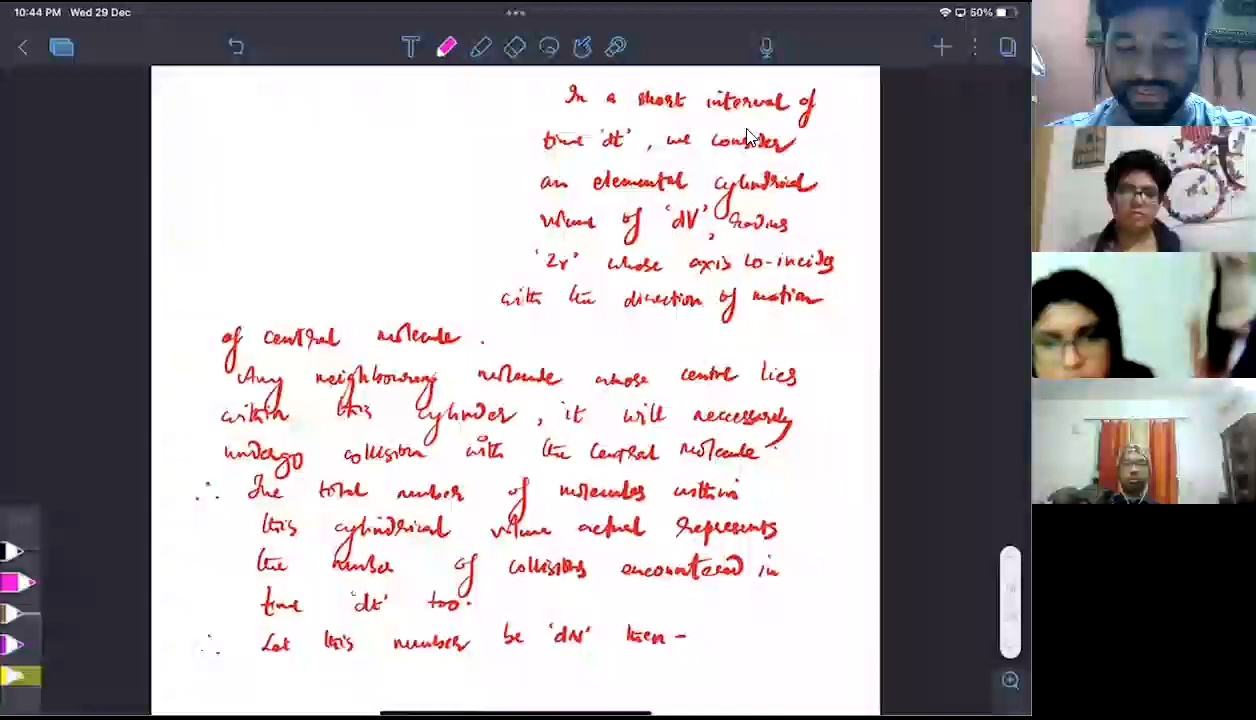 10:44 PM Wed 29 Dec
50%
In a short interval of
time 'dt', we consider
an elemental cylindrical
volume of 'dV', radius
'2r' whose axis co-incides
with the direction of motion
of central molecule.
Any neighbouring molecule whose central lies
within this cylinder, it will neccessarly
undergo collision with the central molecule.
∴ The total number of molecules within
this cylindrical volume actual represents
the number of collisions encountered in
time 'dt' too.
∴ Let this number be 'dN' then -